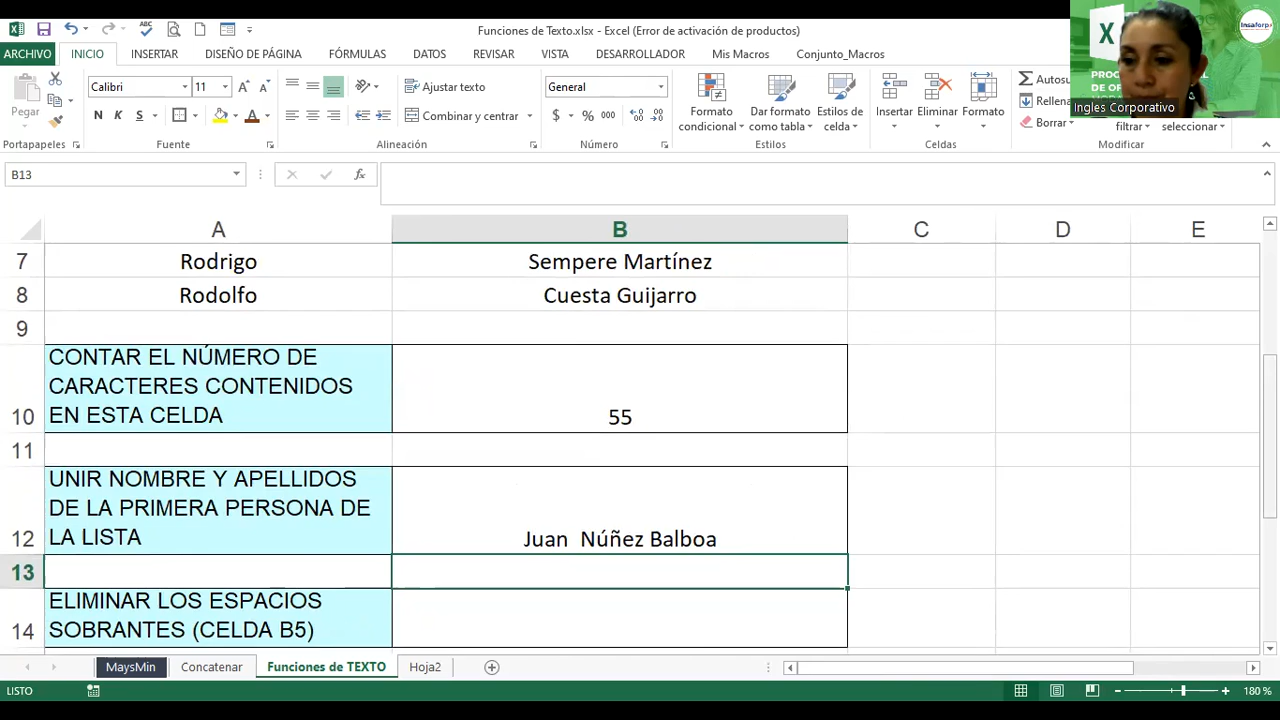 Funciones de Texto.xlsx - Excel (Error de activación de productos)
ARCHIVO INICIO INSERTAR DISEÑO DE PÁGINA FÓRMULAS DATOS REVISAR VISTA DESARROLLADOR Mis Macros Conjunto_Macros
Pegar
Calibri 11
N K S
Ajustar texto
Combinar y centrar
General
$ % 000
Formato condicional
Dar formato como tabla
Estilos de celda
Insertar
Eliminar
Formato
Autosu
Rellena
Borrar
filtrar
seleccionar
Portapapeles Fuente Alineación Número Estilos Celdas Modificar
Insaforp
Ingles Corporativo
B13
fx
A B C D E
7 Rodrigo Sempere Martínez
8 Rodolfo Cuesta Guijarro
9
CONTAR EL NÚMERO DE
CARACTERES CONTENIDOS
10 EN ESTA CELDA 55
11
UNIR NOMBRE Y APELLIDOS
DE LA PRIMERA PERSONA DE
12 LA LISTA Juan  Núñez Balboa
13
ELIMINAR LOS ESPACIOS
14 SOBRANTES (CELDA B5)
MaysMin Concatenar Funciones de TEXTO Hoja2
LISTO 180 %